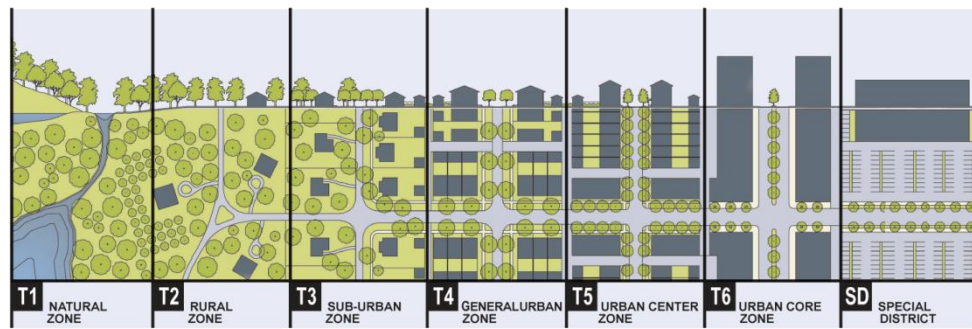 T1 NATURAL
ZONE
T2 RURAL
ZONE
T3 SUB-URBAN
ZONE
T4 GENERALURBAN
ZONE
T5 URBAN CENTER
ZONE
T6 URBAN CORE
ZONE
SD SPECIAL
DISTRICT